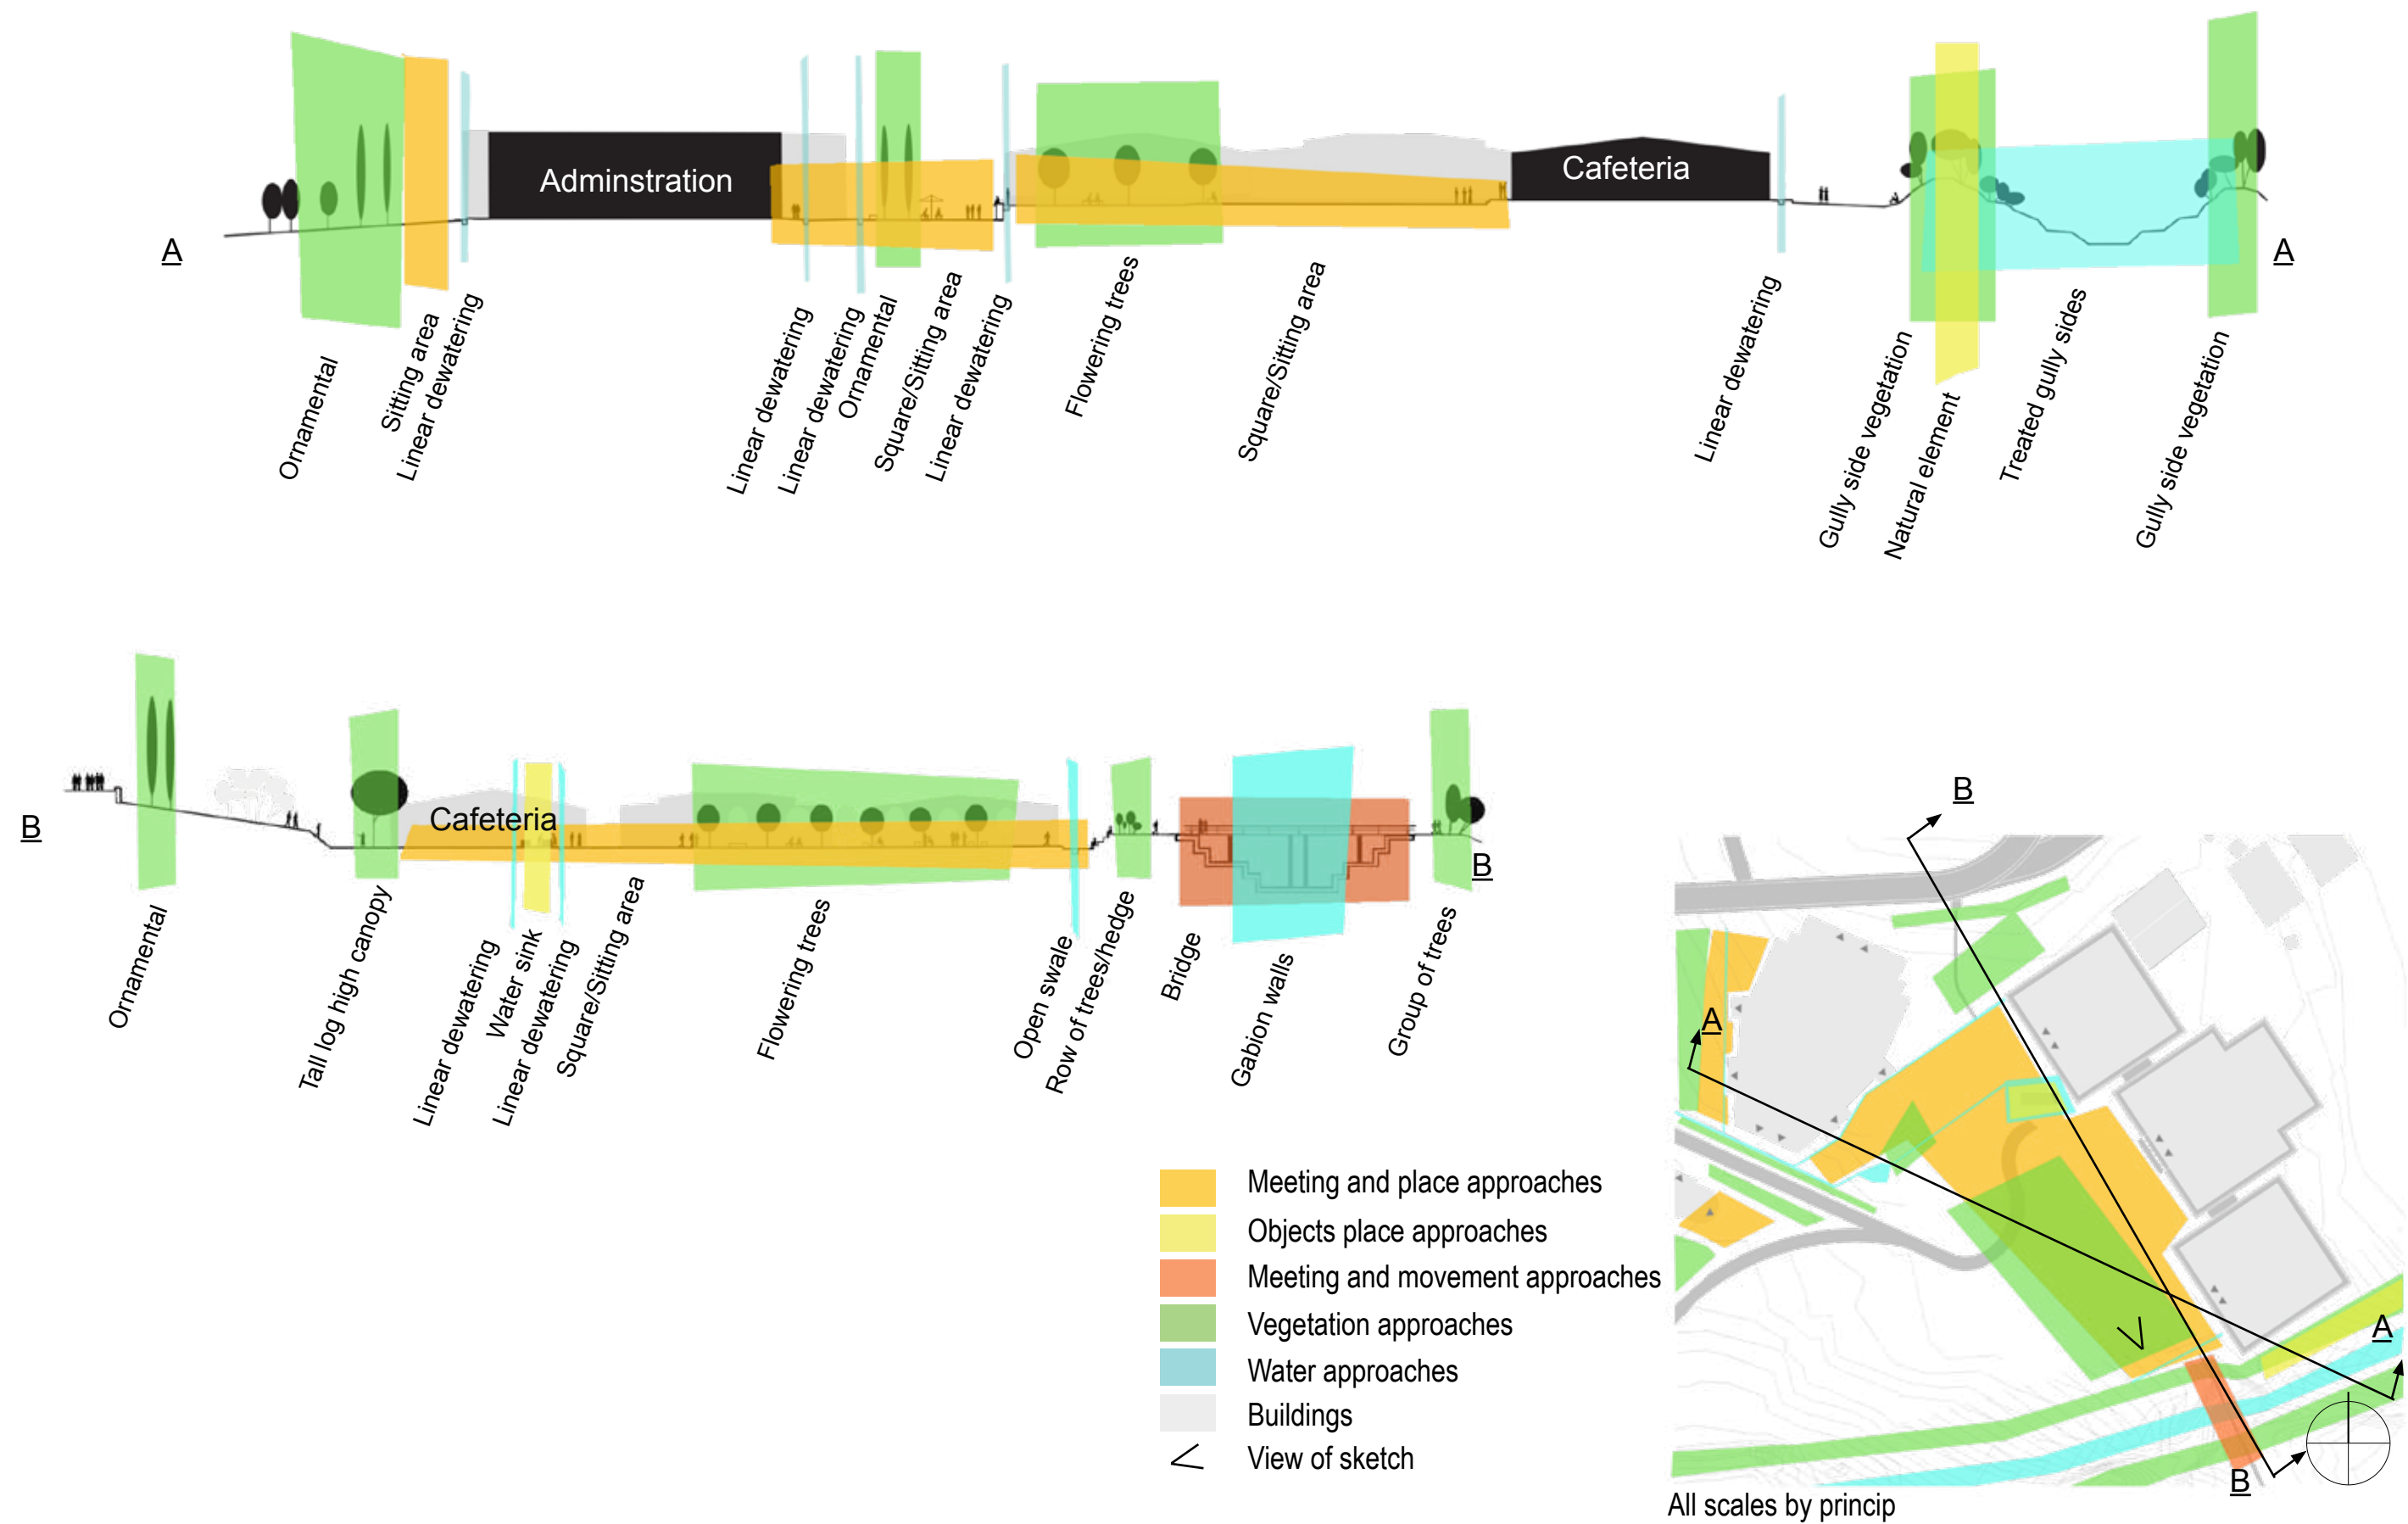 Adminstration
Cafeteria
A
A
Ornamental
Sitting area
Linear dewatering
Linear dewatering
Linear dewatering
Ornamental
Square/Sitting area
Linear dewatering
Flowering trees
Square/Sitting area
Linear dewatering
Gully side vegetation
Natural element
Treated gully sides
Gully side vegetation
Cafeteria
B
B
Ornamental
Tall log high canopy
Linear dewatering
Water sink
Linear dewatering
Square/Sitting area
Flowering trees
Open swale
Row of trees/hedge
Bridge
Gabion walls
Group of trees
Meeting and place approaches
Objects place approaches
Meeting and movement approaches
Vegetation approaches
Water approaches
Buildings
View of sketch
B
A
A
B
All scales by princip